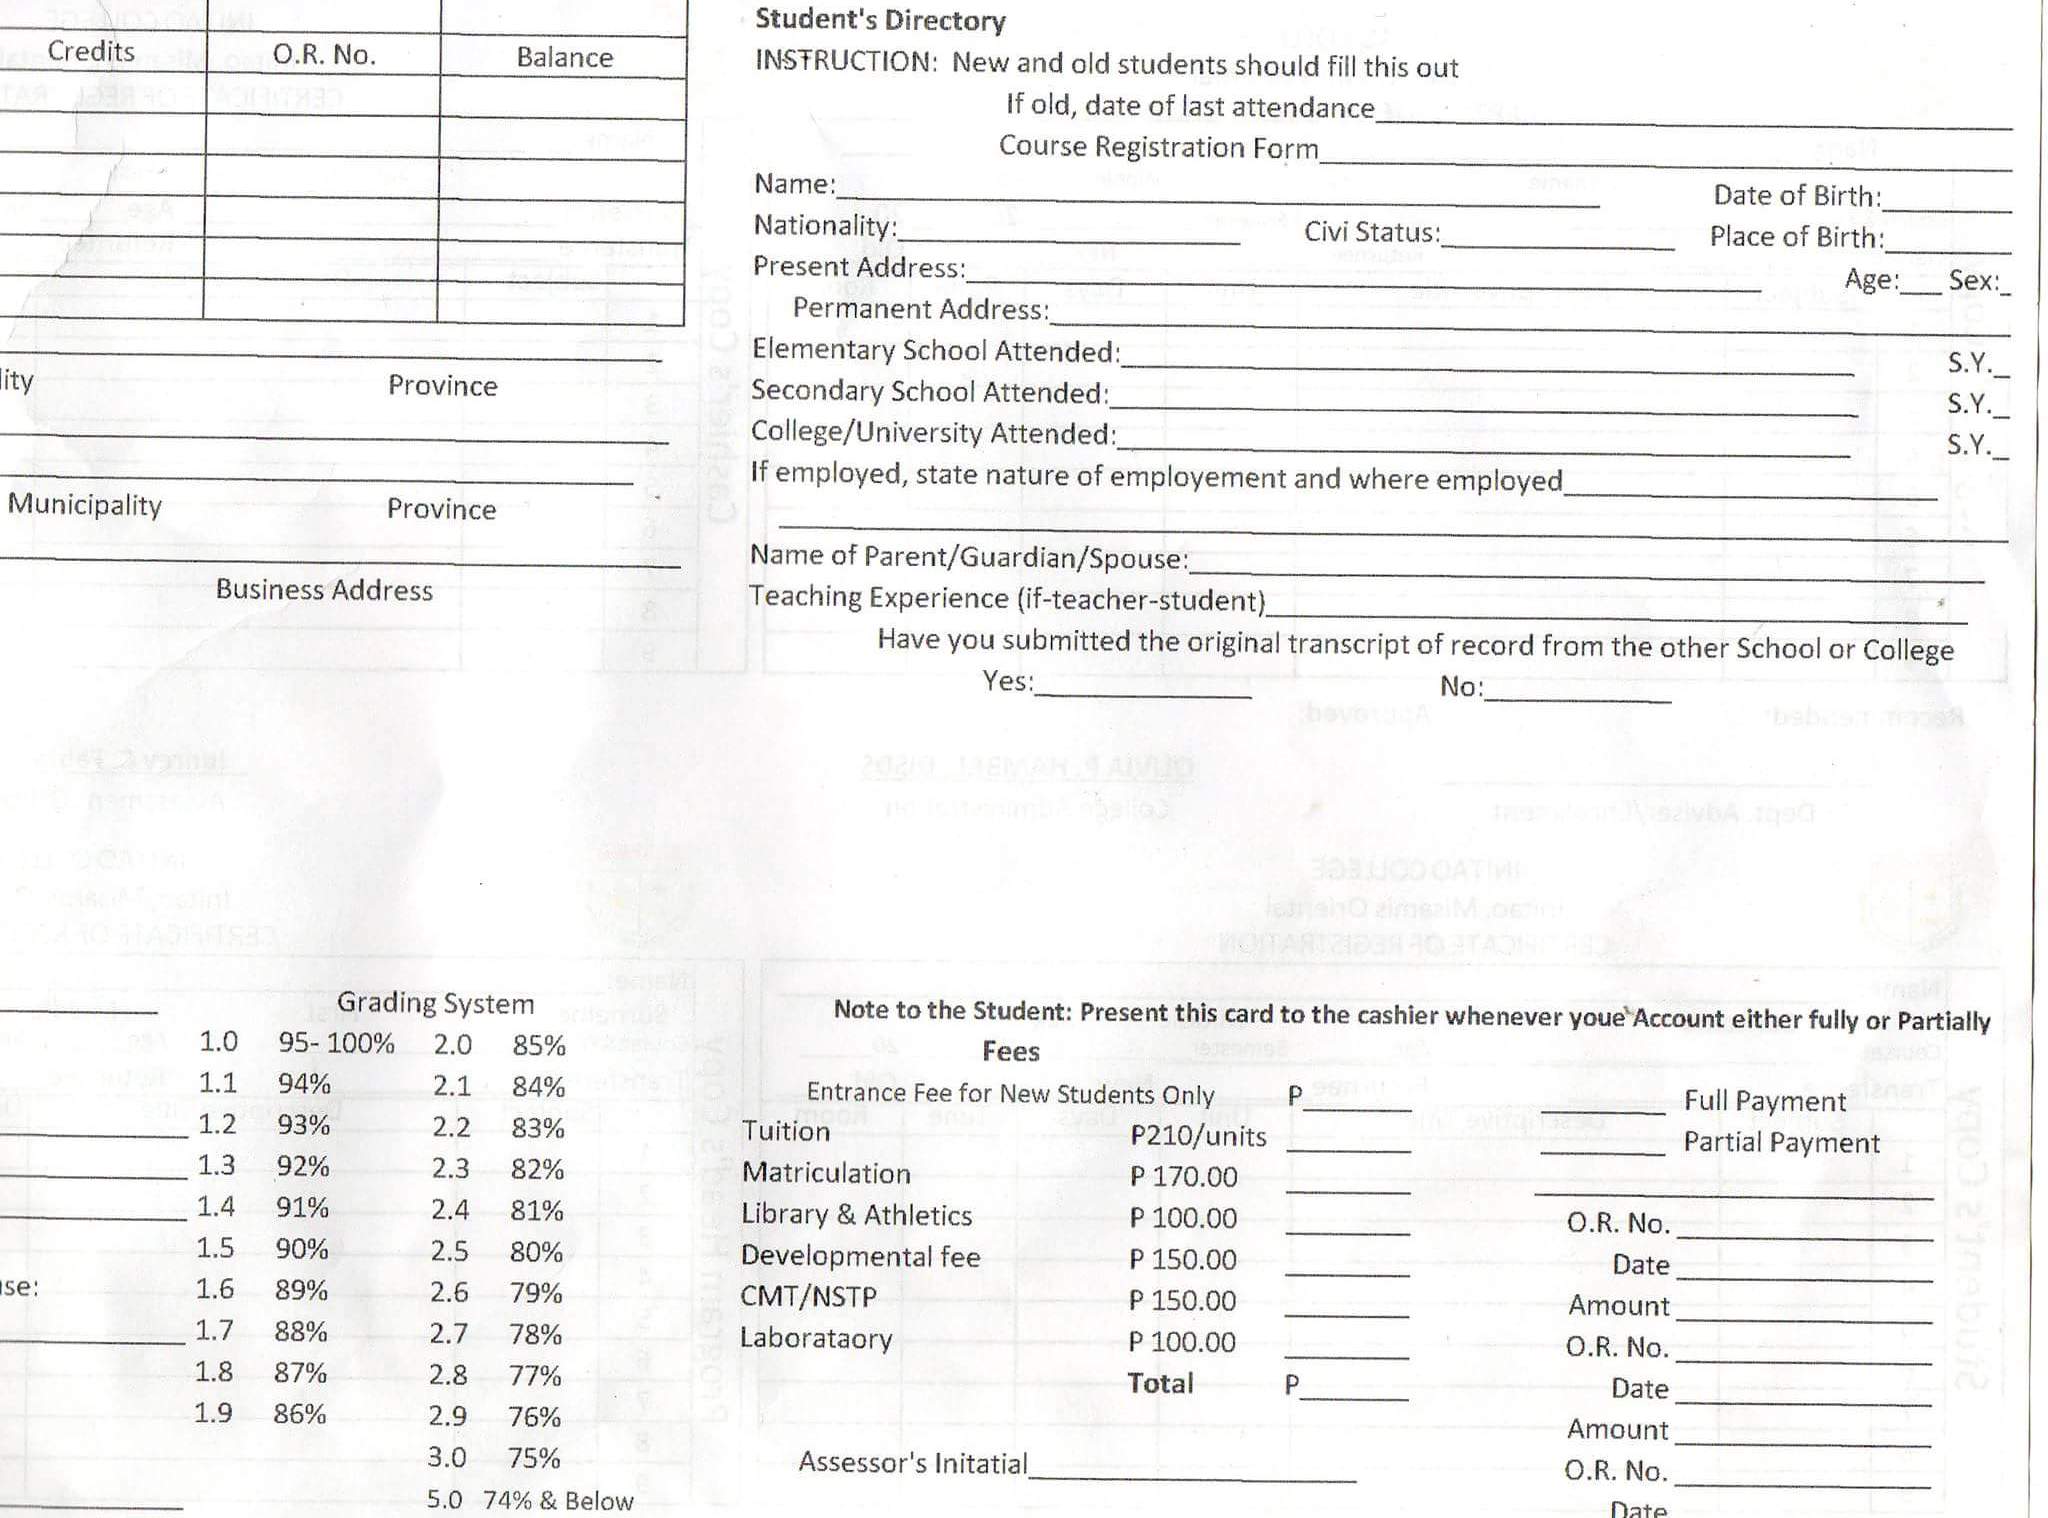 Credits O.R. No. Balance
lity Province
Municipality Province
Business Address
Student's Directory
INSTRUCTION: New and old students should fill this out
If old, date of last attendance
Course Registration Form
Name: Date of Birth:
Nationality: Civi Status: Place of Birth:
Present Address: Age: Sex:
Permanent Address:
Elementary School Attended: S.Y.
Secondary School Attended: S.Y.
College/University Attended: S.Y.
If employed, state nature of employement and where employed
Name of Parent/Guardian/Spouse:
Teaching Experience (if-teacher-student)
Have you submitted the original transcript of record from the other School or College
Yes: No:
Grading System
1.0 95- 100% 2.0 85%
1.1 94% 2.1 84%
1.2 93% 2.2 83%
1.3 92% 2.3 82%
1.4 91% 2.4 81%
1.5 90% 2.5 80%
se: 1.6 89% 2.6 79%
1.7 88% 2.7 78%
1.8 87% 2.8 77%
1.9 86% 2.9 76%
3.0 75%
5.0 74% & Below
Note to the Student: Present this card to the cashier whenever youe Account either fully or Partially
Fees
Entrance Fee for New Students Only P
Tuition P210/units
Matriculation P 170.00
Library & Athletics P 100.00
Developmental fee P 150.00
CMT/NSTP P 150.00
Laborataory P 100.00
Total P
Assessor's Initatial
Full Payment
Partial Payment
O.R. No.
Date
Amount
O.R. No.
Date
Amount
O.R. No.
Date